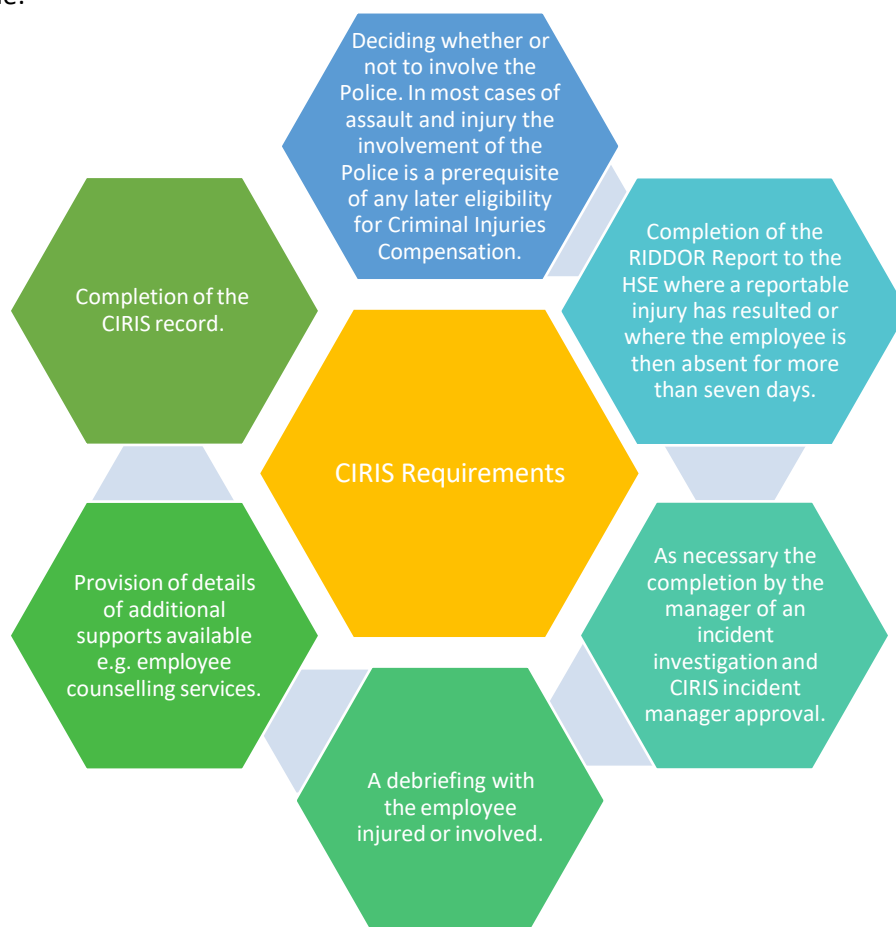 Deciding whether or
not to involve the
Police. In most cases of
assault and injury the
involvement of the
Police is a prerequisite
of any later eligibility
for Criminal Injuries
Compensation.
Completion of the
RIDDOR Report to the
HSE where a reportable
injury has resulted or
where the employee is
then absent for more
than seven days.
As necessary the
completion by the
manager of an
incident
investigation and
CIRIS incident
manager approval.
A debriefing with
the employee
injured or involved.
Provision of details
of additional
supports available
e.g. employee
counselling services.
Completion of the
CIRIS record.
CIRIS Requirements